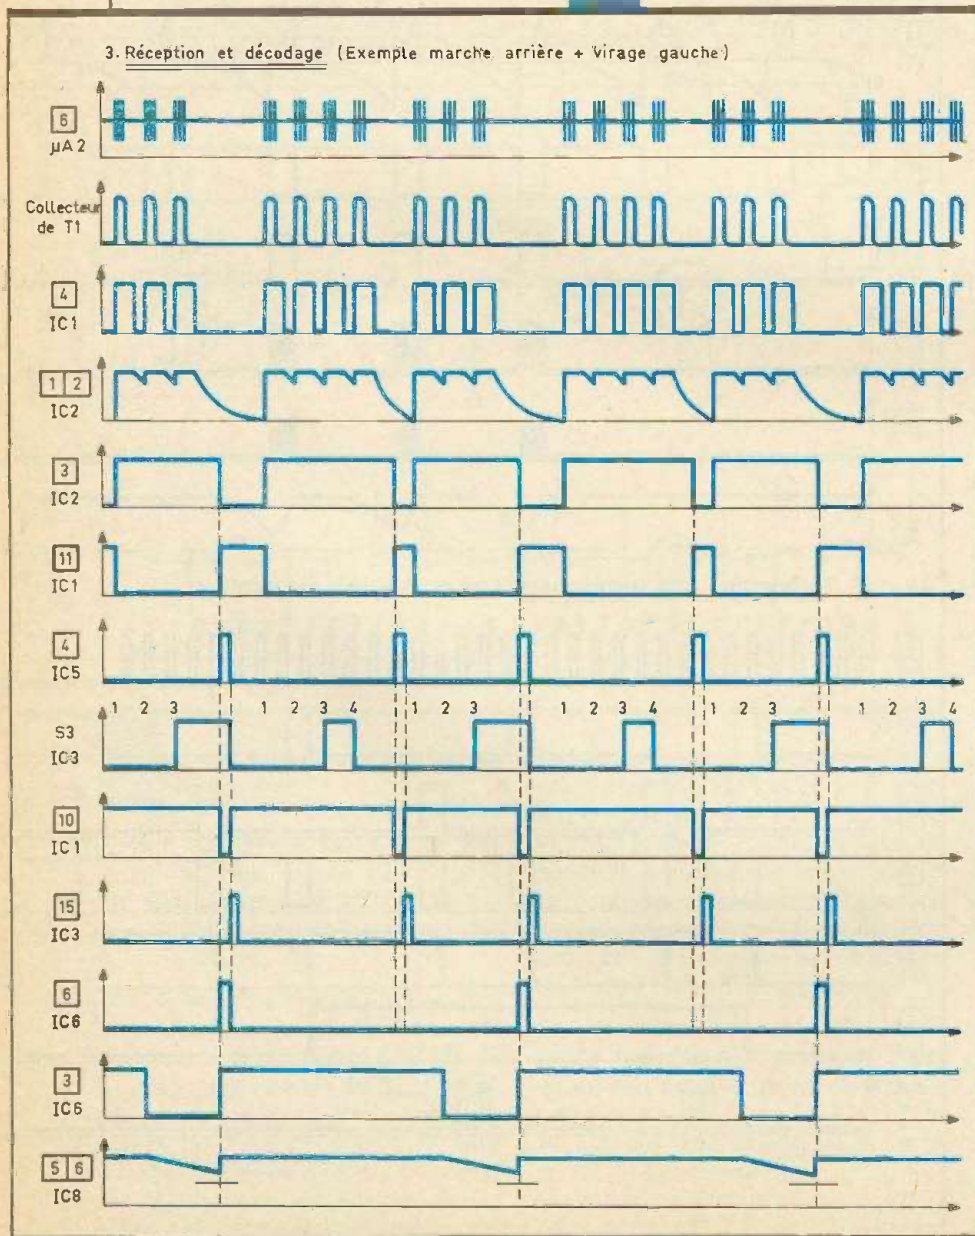 3. Réception et décodage (Exemple marche arrière + virage gauche)
6
µA2
Collecteur
de T1
4
IC1
1 2
IC2
3
IC2
11
IC1
4
IC5
1 2 3 1 2 3 4 1 2 3 1 2 3 4 1 2 3 1 2 3 4
S3
IC3
10
IC1
15
IC3
6
IC6
3
IC6
5 6
IC8